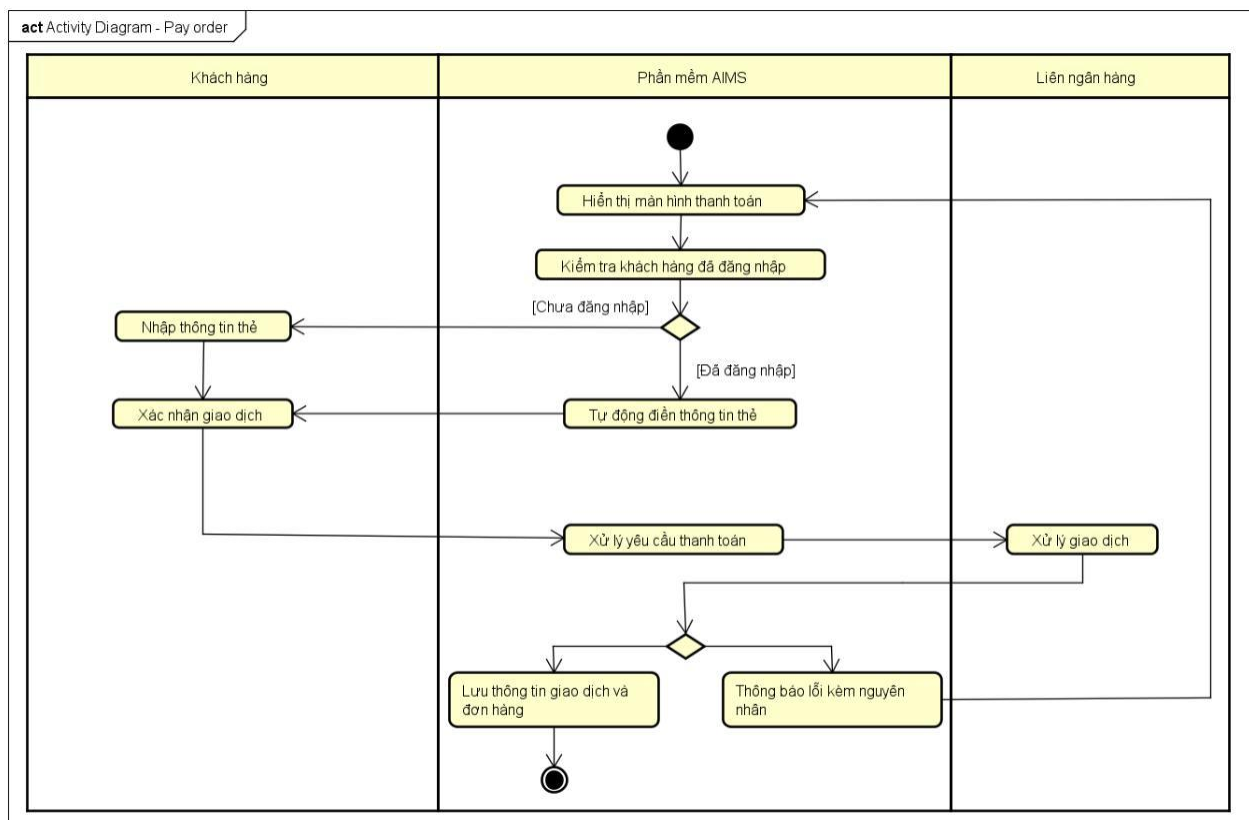 act Activity Diagram - Pay order
Khách hàng
Phần mềm AIMS
Liên ngân hàng
Hiển thị màn hình thanh toán
Kiểm tra khách hàng đã đăng nhập
[Chưa đăng nhập]
Nhập thông tin thẻ
[Đã đăng nhập]
Xác nhận giao dịch
Tự động điền thông tin thẻ
Xử lý yêu cầu thanh toán
Xử lý giao dịch
Lưu thông tin giao dịch và
đơn hàng
Thông báo lỗi kèm nguyên
nhân